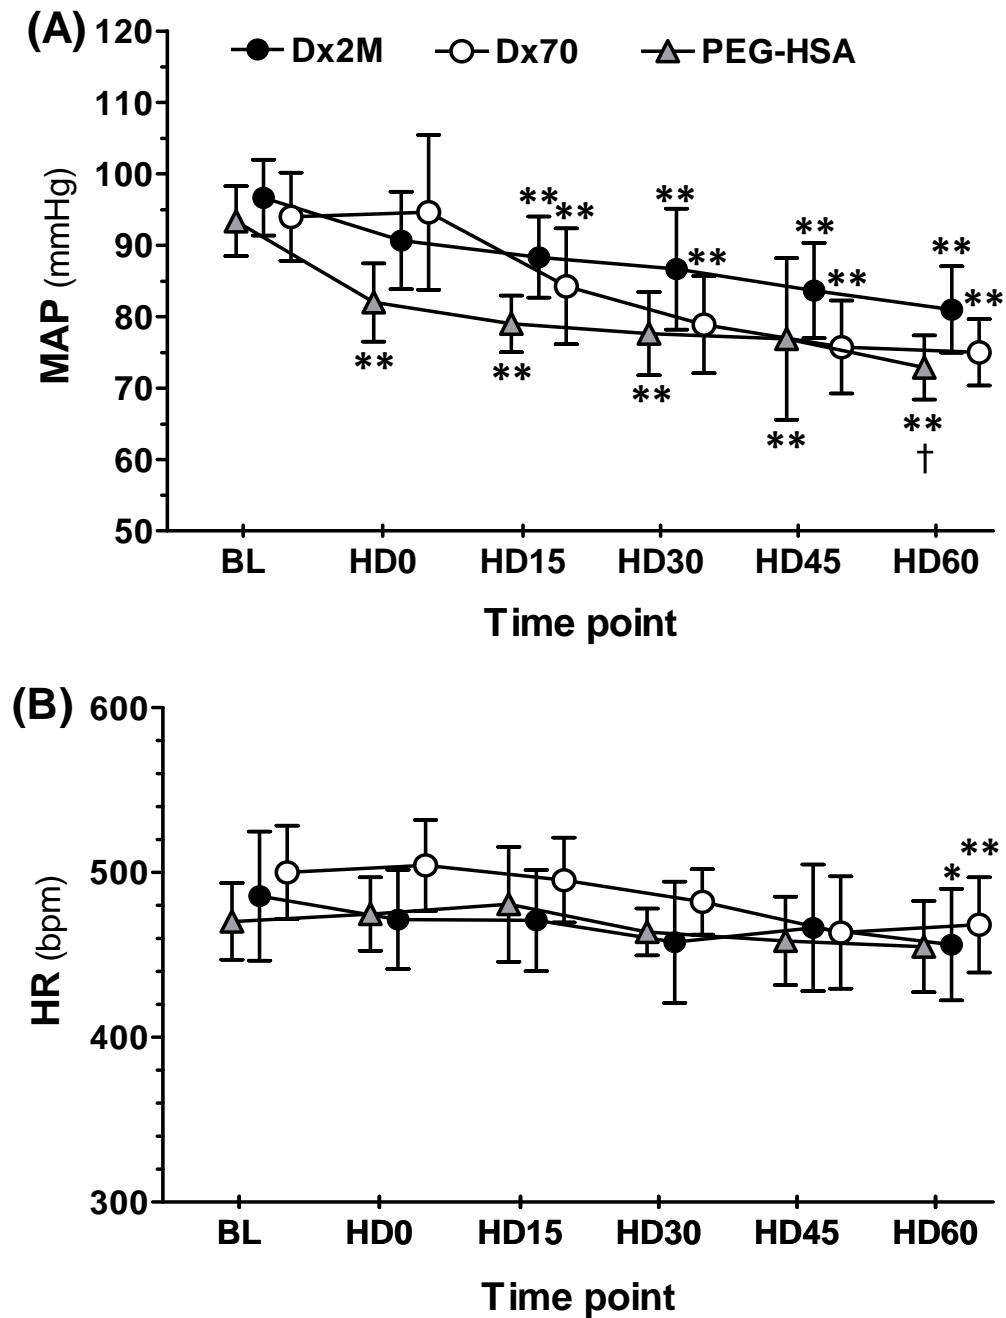 (A)
Dx2M Dx70 PEG-HSA
120
110
100
90
80
70
60
50
MAP (mmHg)
** **
** **
** **
** **
** ** ** ** **
†
BL HD0 HD15 HD30 HD45 HD60
Time point
(B)
600
500
400
300
HR (bpm)
* **
BL HD0 HD15 HD30 HD45 HD60
Time point